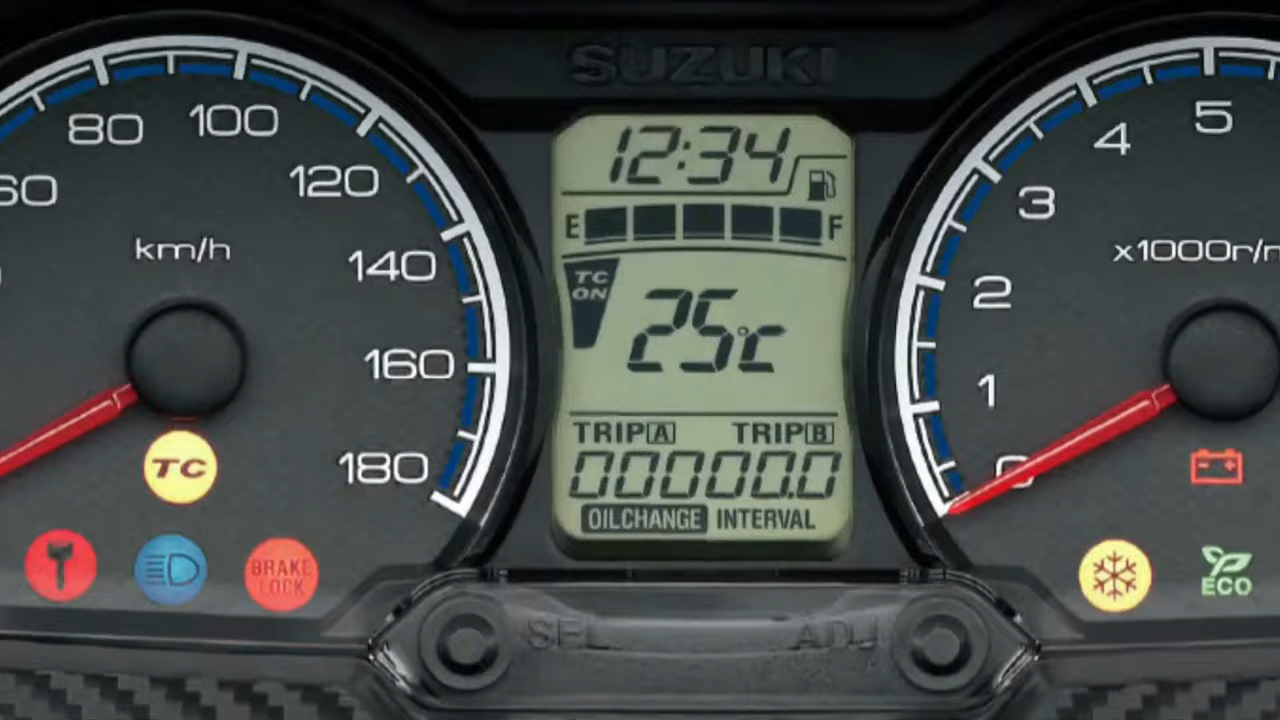 SUZUKI
60
80
100
120
140
160
180
km/h
TC
BRAKE
LOCK
12:34
E F
TC
ON
25°C
TRIP A TRIP B
00000.0
OILCHANGE INTERVAL
SEL ADJ
0
1
2
3
4
5
x1000r/m
ECO